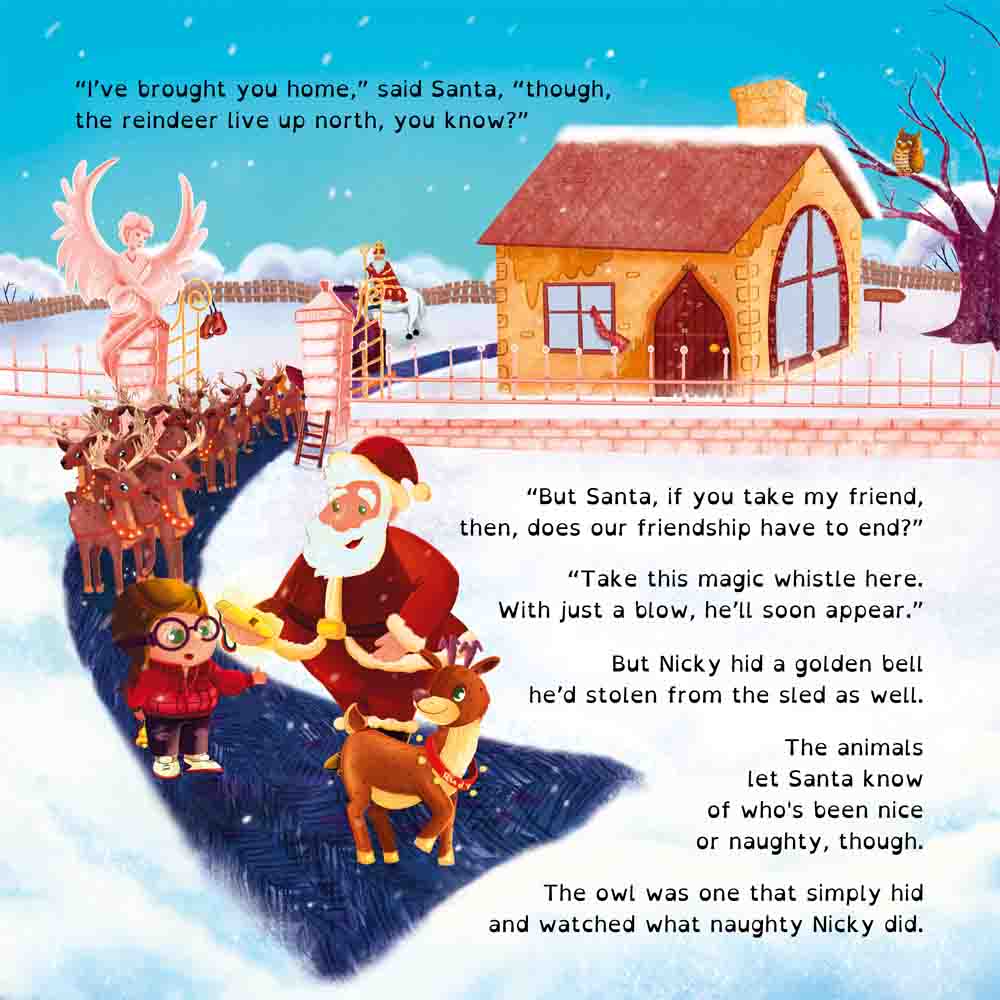 “I’ve brought you home,” said Santa, “though,
the reindeer live up north, you know?”
“But Santa, if you take my friend,
then, does our friendship have to end?”
“Take this magic whistle here.
With just a blow, he’ll soon appear.”
But Nicky hid a golden bell
he’d stolen from the sled as well.
The animals
let Santa know
of who's been nice
or naughty, though.
The owl was one that simply hid
and watched what naughty Nicky did.